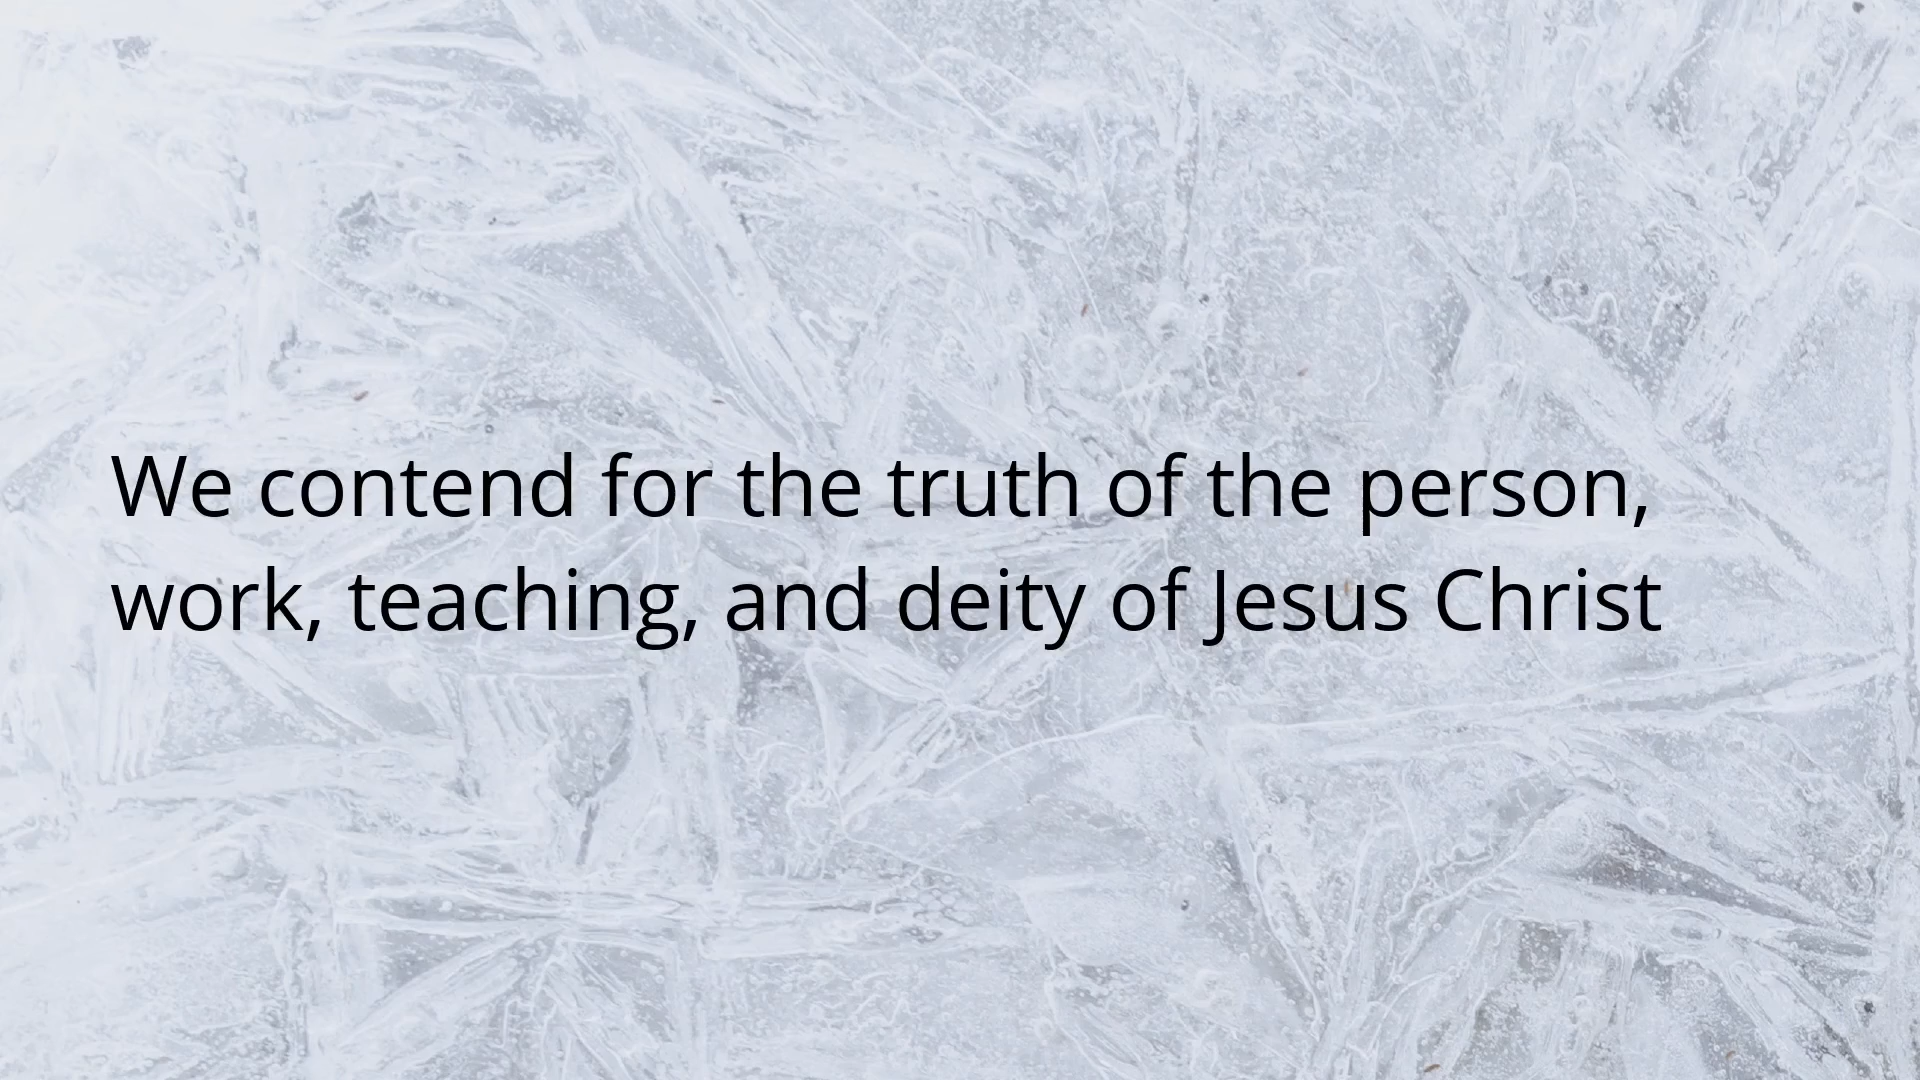 We contend for the truth of the person,
work, teaching, and deity of Jesus Christ